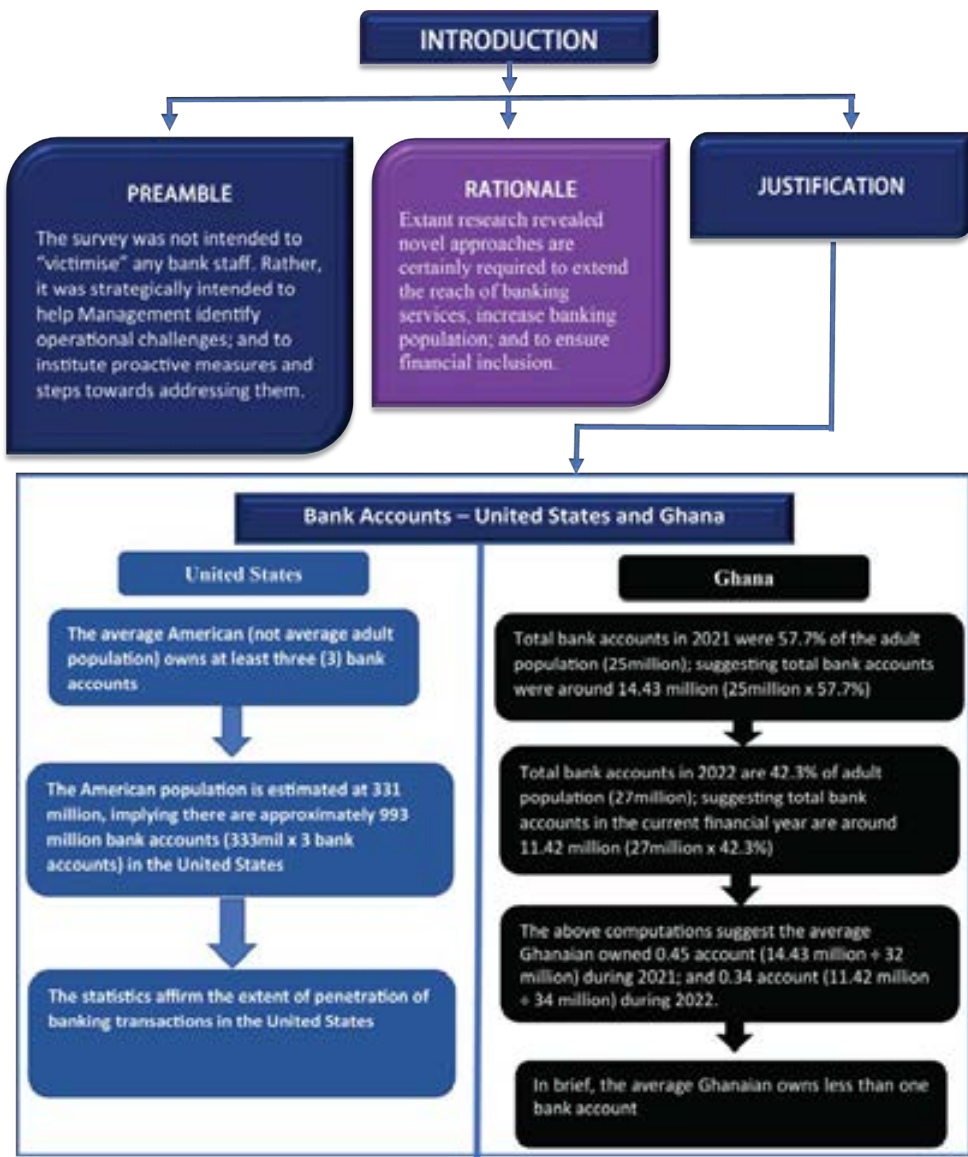 INTRODUCTION
PREAMBLE
The survey was not intended to
"victimise" any bank staff. Rather,
it was strategically intended to
help Management identify
operational challenges; and to
institute proactive measures and
steps towards addressing them.
RATIONALE
Extant research revealed
novel approaches are
certainly required to extend
the reach of banking
services, increase banking
population; and to ensure
financial inclusion.
JUSTIFICATION
Bank Accounts – United States and Ghana
United States
The average American (not average adult
population) owns at least three (3) bank
accounts
The American population is estimated at 331
million, implying there are approximately 993
million bank accounts (333mil x 3 bank
accounts) in the United States
The statistics affirm the extent of penetration of
banking transactions in the United States
Ghana
Total bank accounts in 2021 were 57.7% of the adult
population (25million); suggesting total bank accounts
were around 14.43 million (25million x 57.7%)
Total bank accounts in 2022 are 42.3% of adult
population (27million); suggesting total bank
accounts in the current financial year are around
11.42 million (27million x 42.3%)
The above computations suggest the average
Ghanaian owned 0.45 account (14.43 million ÷ 32
million) during 2021; and 0.34 account (11.42 million
÷ 34 million) during 2022.
In brief, the average Ghanaian owns less than one
bank account